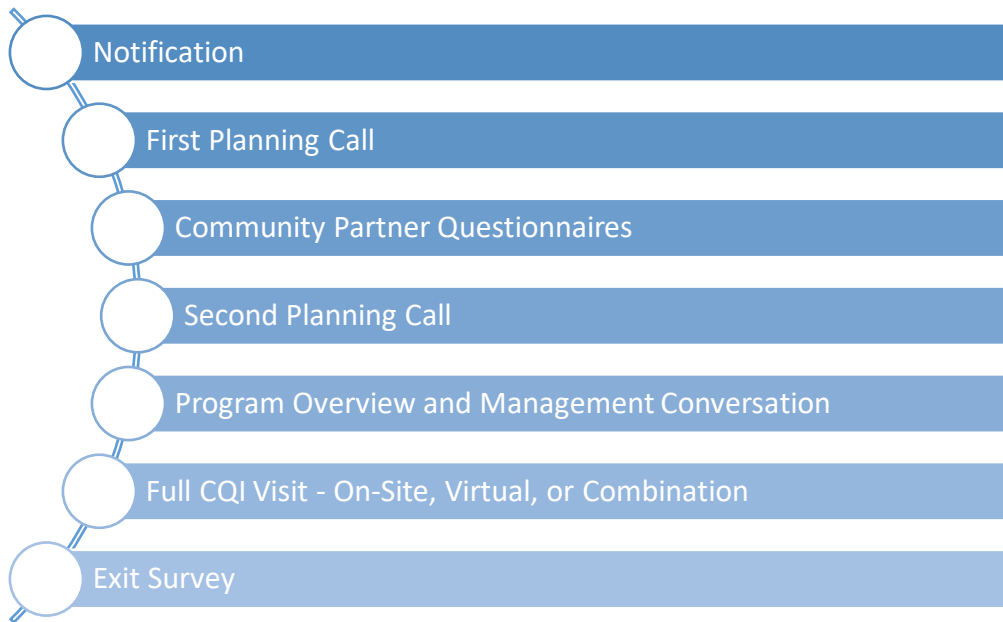 Notification
First Planning Call
Community Partner Questionnaires
Second Planning Call
Program Overview and Management Conversation
Full CQI Visit - On-Site, Virtual, or Combination
Exit Survey